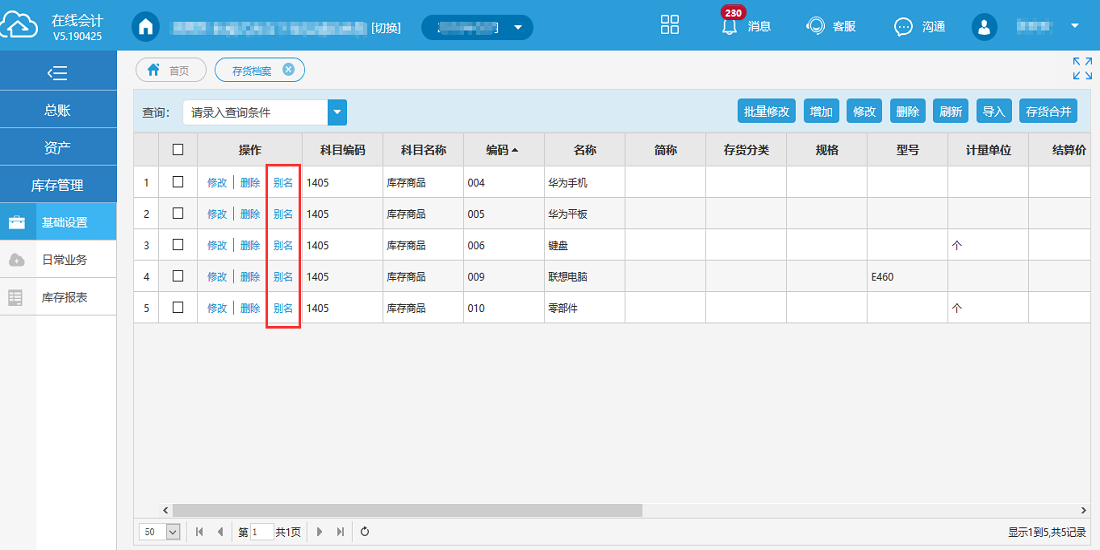 在线会计
V5.190425
[切换]
230
消息
客服
沟通
总账
资产
库存管理
基础设置
日常业务
库存报表
首页
存货档案
查询:
请录入查询条件
批量修改 增加 修改 删除 刷新 导入 存货合并
操作 科目编码 科目名称 编码 名称 简称 存货分类 规格 型号 计量单位 结算价
1 修改 删除 别名 1405 库存商品 004 华为手机
2 修改 删除 别名 1405 库存商品 005 华为平板
3 修改 删除 别名 1405 库存商品 006 键盘 个
4 修改 删除 别名 1405 库存商品 009 联想电脑 E460
5 修改 删除 别名 1405 库存商品 010 零部件 个
50 第 1 共1页
显示1到5,共5记录